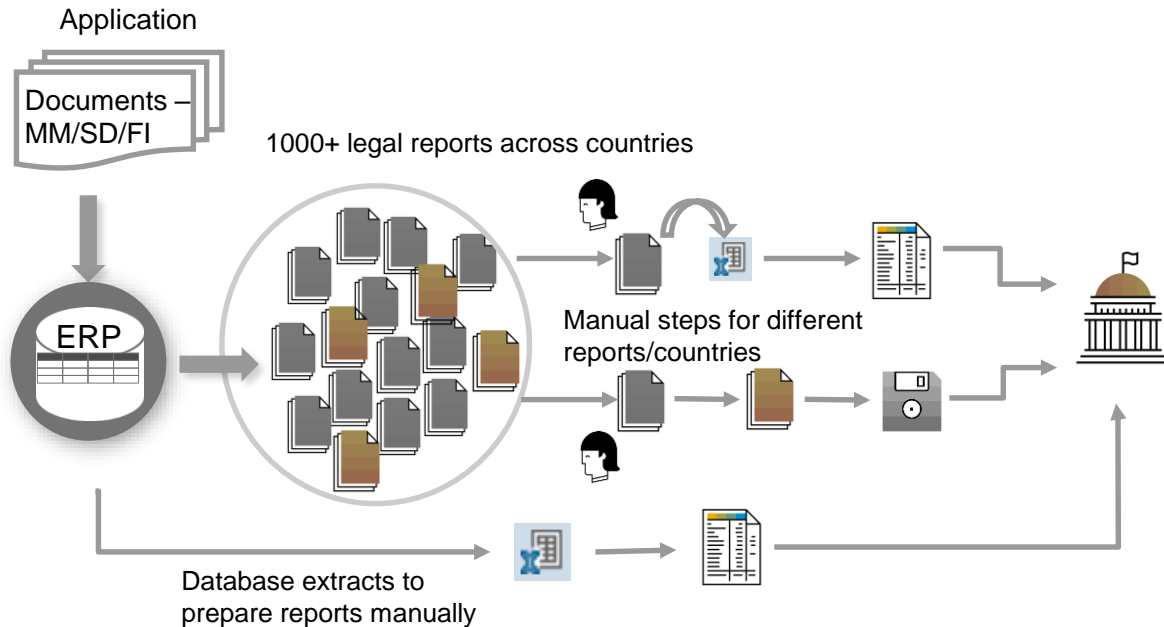 Application
Documents –
MM/SD/FI
1000+ legal reports across countries
ERP
Manual steps for different
reports/countries
Database extracts to
prepare reports manually